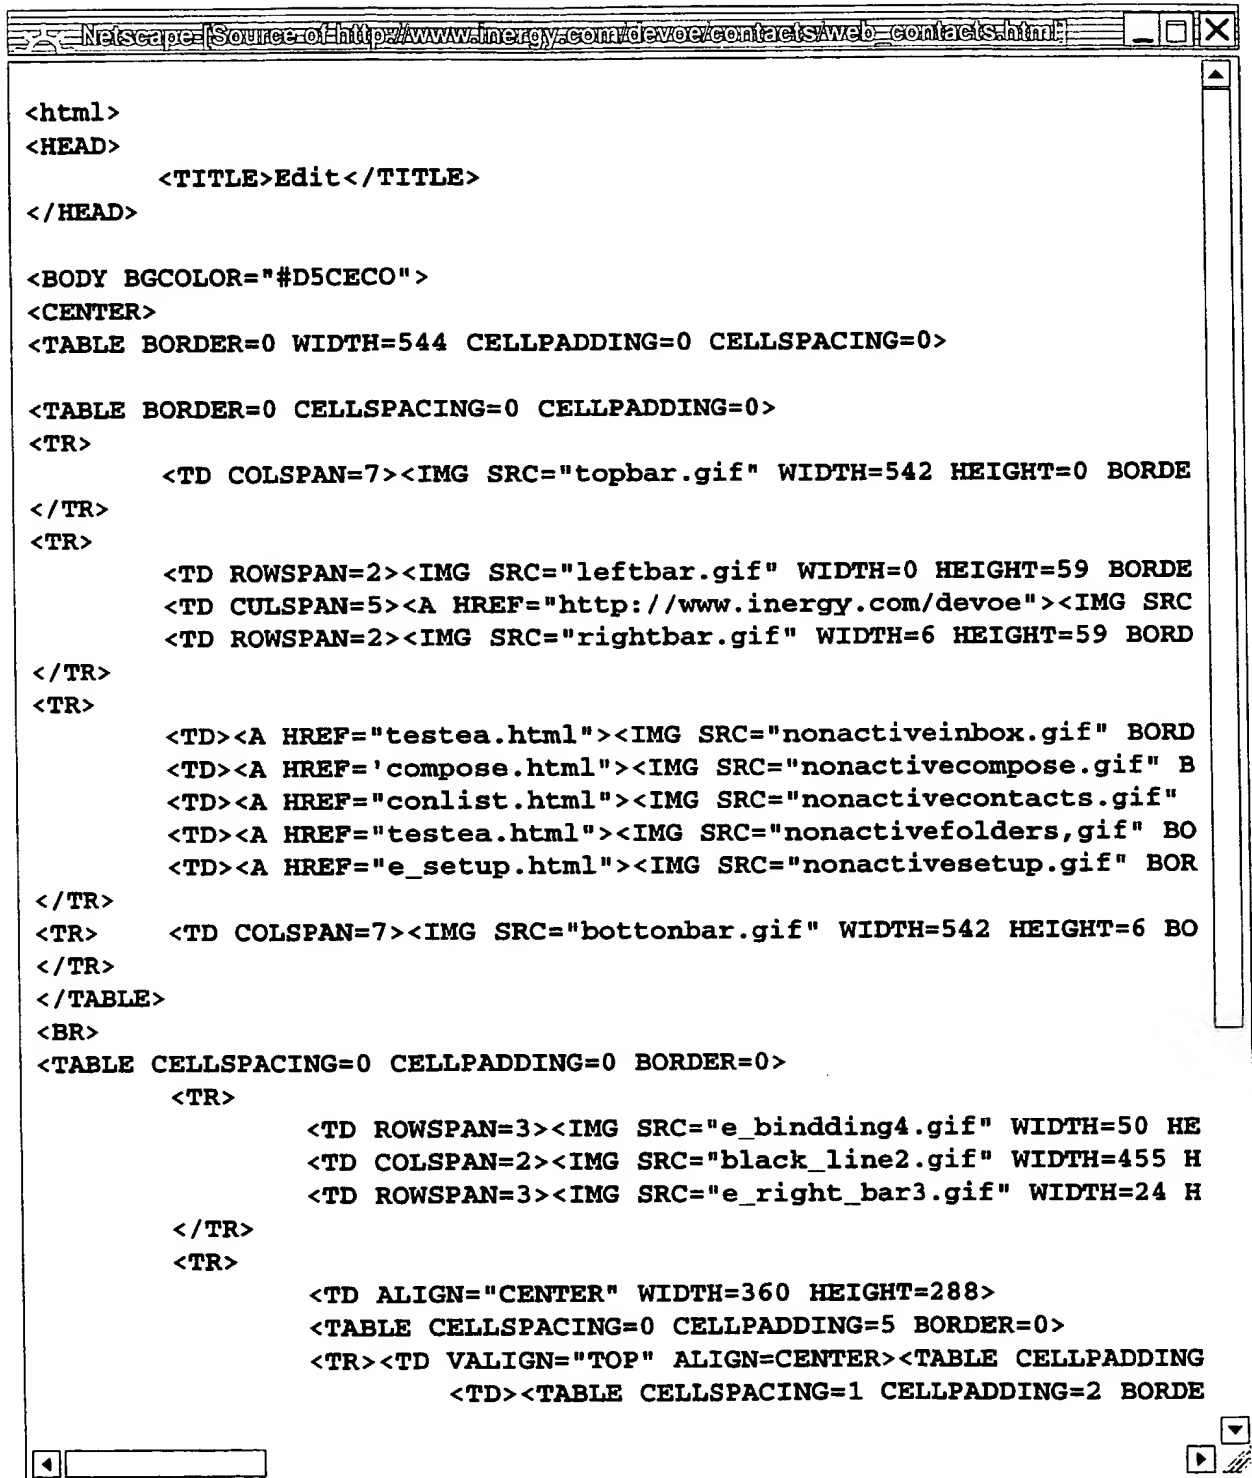 Netscape-[Source of http://www.inergy.com/devoe/contacts/web_contacts.html]
<html>
<HEAD>
<TITLE>Edit</TITLE>
</HEAD>
<BODY BGCOLOR="#D5CECO">
<CENTER>
<TABLE BORDER=0 WIDTH=544 CELLPADDING=0 CELLSPACING=0>
<TABLE BORDER=0 CELLSPACING=0 CELLPADDING=0>
<TR>
<TD COLSPAN=7><IMG SRC="topbar.gif" WIDTH=542 HEIGHT=0 BORDE
</TR>
<TR>
<TD ROWSPAN=2><IMG SRC="leftbar.gif" WIDTH=0 HEIGHT=59 BORDE
<TD CULSPAN=5><A HREF="http://www.inergy.com/devoe"><IMG SRC
<TD ROWSPAN=2><IMG SRC="rightbar.gif" WIDTH=6 HEIGHT=59 BORD
</TR>
<TR>
<TD><A HREF="testea.html"><IMG SRC="nonactiveinbox.gif" BORD
<TD><A HREF='compose.html"><IMG SRC="nonactivecompose.gif" B
<TD><A HREF="conlist.html"><IMG SRC="nonactivecontacts.gif"
<TD><A HREF="testea.html"><IMG SRC="nonactivefolders,gif" BO
<TD><A HREF="e_setup.html"><IMG SRC="nonactivesetup.gif" BOR
</TR>
<TR> <TD COLSPAN=7><IMG SRC="bottonbar.gif" WIDTH=542 HEIGHT=6 BO
</TR>
</TABLE>
<BR>
<TABLE CELLSPACING=0 CELLPADDING=0 BORDER=0>
<TR>
<TD ROWSPAN=3><IMG SRC="e_bindding4.gif" WIDTH=50 HE
<TD COLSPAN=2><IMG SRC="black_line2.gif" WIDTH=455 H
<TD ROWSPAN=3><IMG SRC="e_right_bar3.gif" WIDTH=24 H
</TR>
<TR>
<TD ALIGN="CENTER" WIDTH=360 HEIGHT=288>
<TABLE CELLSPACING=0 CELLPADDING=5 BORDER=0>
<TR><TD VALIGN="TOP" ALIGN=CENTER><TABLE CELLPADDING
<TD><TABLE CELLSPACING=1 CELLPADDING=2 BORDE